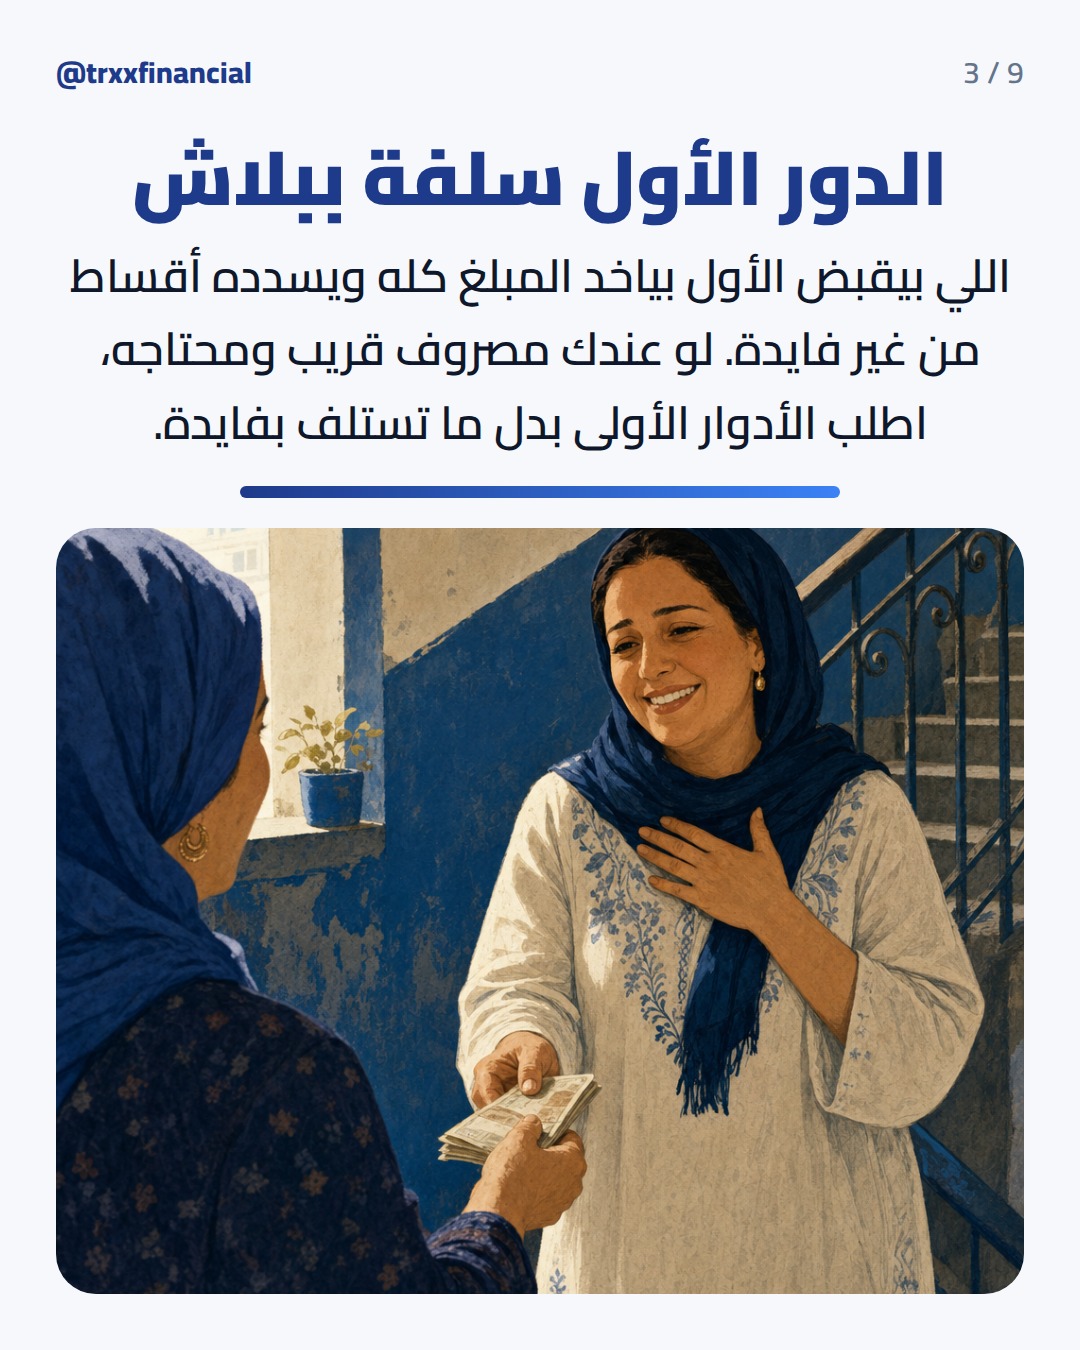 @trxxfinancial
3 / 9
الدور الأول سلفة ببلاش
اللي بيقبض الأول بياخد المبلغ كله ويسدده أقساط
من غير فايدة. لو عندك مصروف قريب ومحتاجه،
اطلب الأدوار الأولى بدل ما تستلف بفايدة.